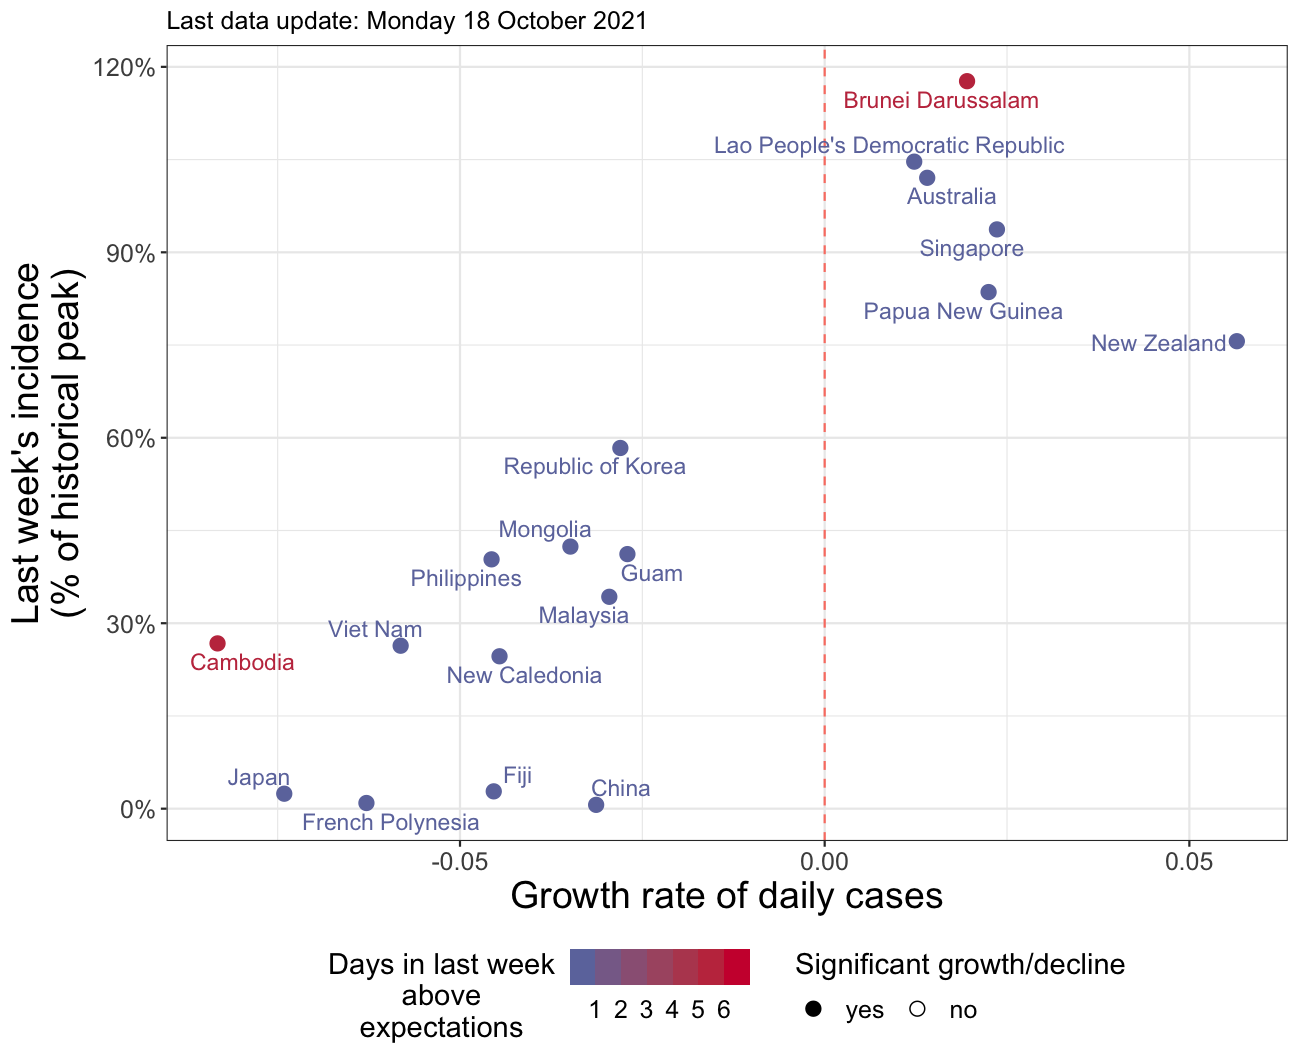 Last data update: Monday 18 October 2021
Last week's incidence
(% of historical peak)
120%
90%
60%
30%
0%
Brunei Darussalam
Lao People's Democratic Republic
Australia
Singapore
Papua New Guinea
New Zealand
Republic of Korea
Mongolia
Guam
Philippines
Malaysia
Viet Nam
Cambodia
New Caledonia
Japan
Fiji
China
French Polynesia
-0.05 0.00 0.05
Growth rate of daily cases
Days in last week
above
expectations
1 2 3 4 5 6
Significant growth/decline
yes no